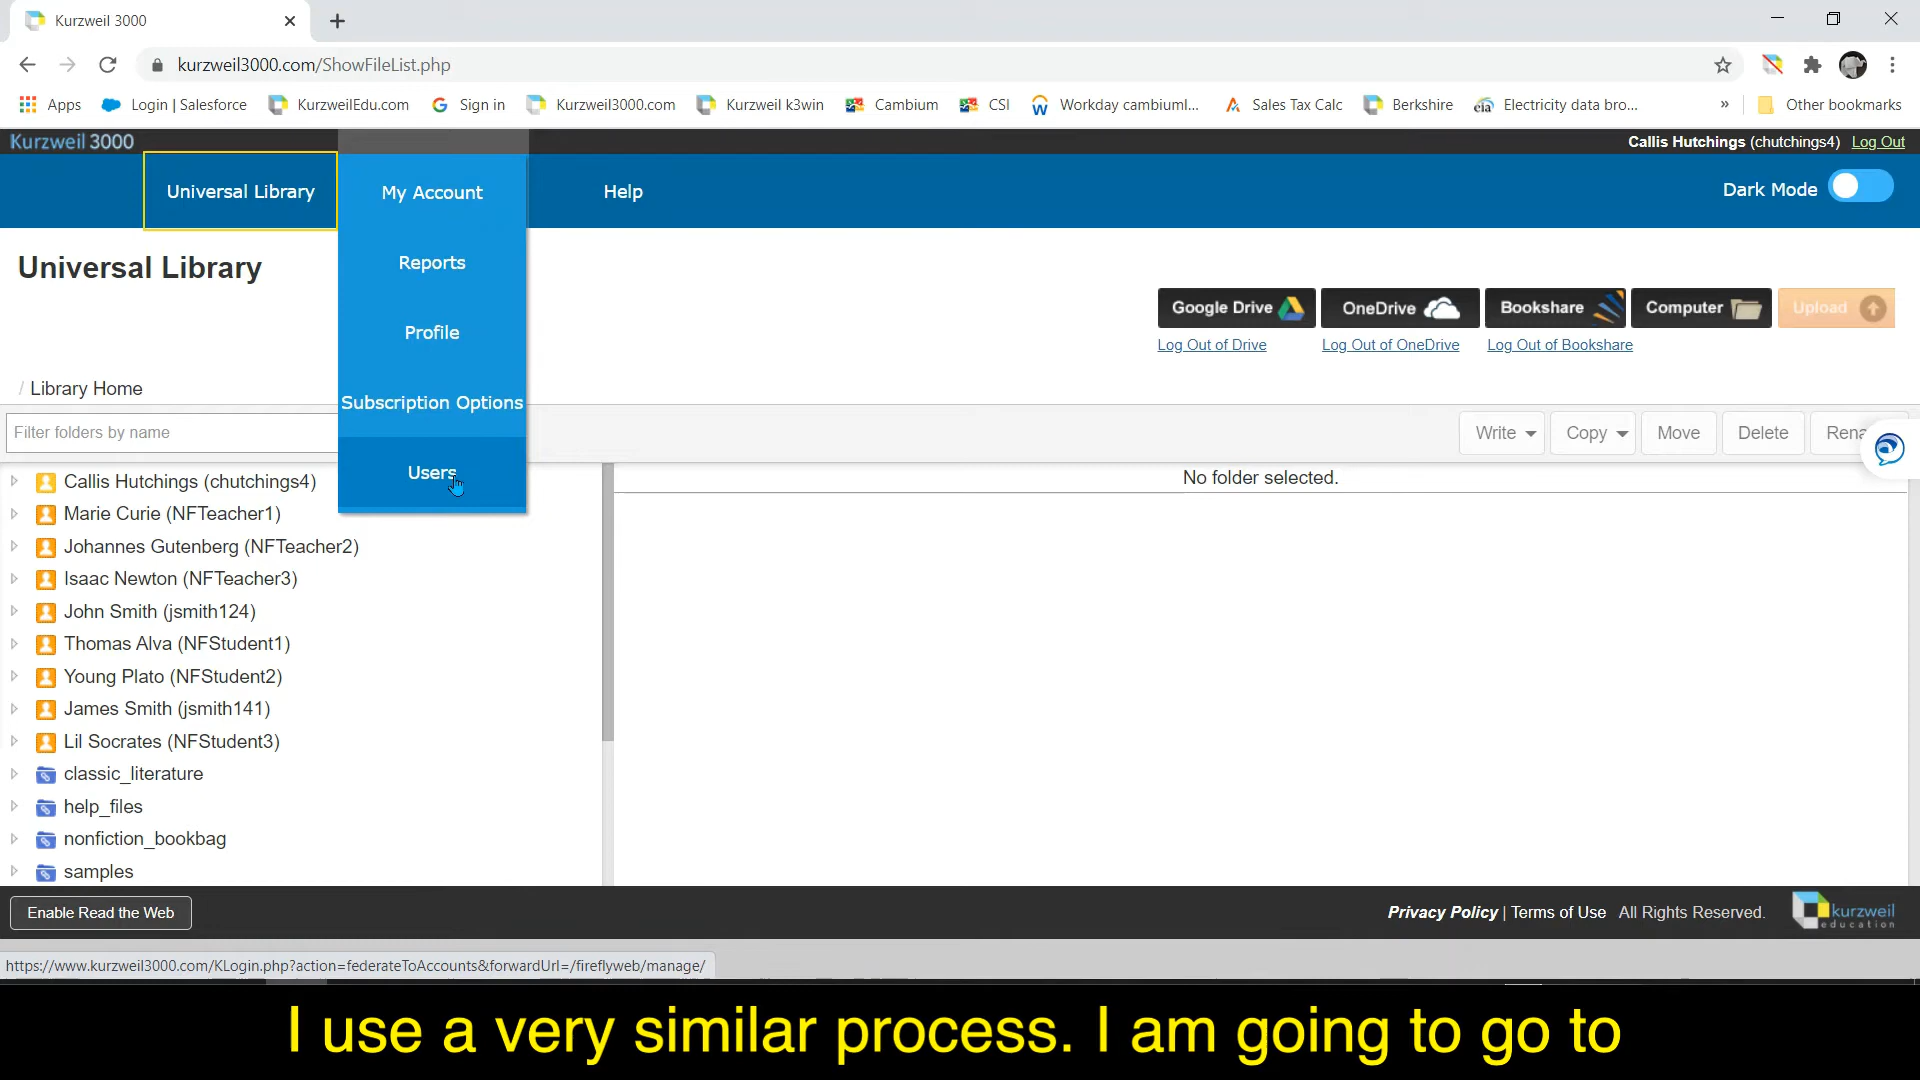 Kurzweil 3000
kurzweil3000.com/ShowFileList.php
Apps Login | Salesforce KurzweilEdu.com Sign in Kurzweil3000.com Kurzweil k3win Cambium CSI Workday cambiuml... Sales Tax Calc Berkshire eia Electricity data bro... » Other bookmarks
Kurzweil 3000 Callis Hutchings (chutchings4) Log Out
Universal Library My Account Help Dark Mode
Reports
Profile
Subscription Options
Users
Universal Library
Google Drive OneDrive Bookshare Computer Upload
Log Out of Drive Log Out of OneDrive Log Out of Bookshare
/ Library Home
Filter folders by name Write Copy Move Delete Rena
Callis Hutchings (chutchings4)
Marie Curie (NFTeacher1)
Johannes Gutenberg (NFTeacher2)
Isaac Newton (NFTeacher3)
John Smith (jsmith124)
Thomas Alva (NFStudent1)
Young Plato (NFStudent2)
James Smith (jsmith141)
Lil Socrates (NFStudent3)
classic_literature
help_files
nonfiction_bookbag
samples
No folder selected.
Enable Read the Web Privacy Policy | Terms of Use All Rights Reserved. kurzweil education
https://www.kurzweil3000.com/KLogin.php?action=federateToAccounts&forwardUrl=/fireflyweb/manage/
I use a very similar process. I am going to go to